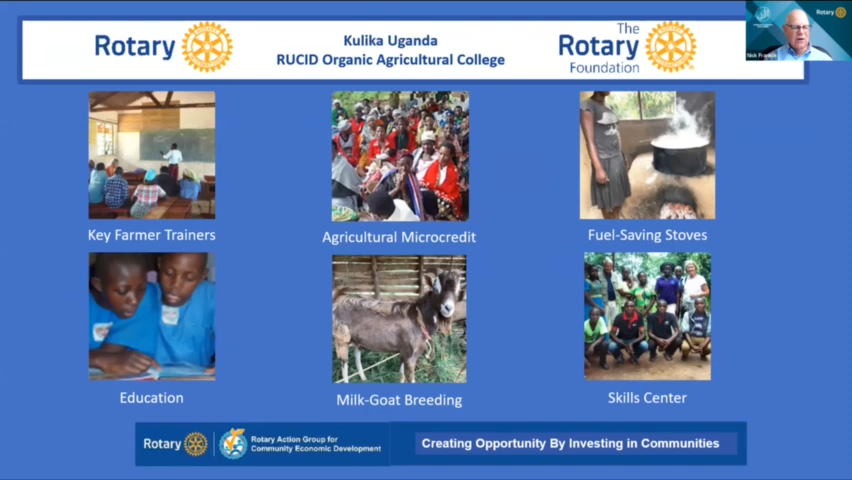 Rotary
Kulika Uganda
RUCID Organic Agricultural College
The
Rotary
Foundation
Rotary
Key Farmer Trainers
Agricultural Microcredit
Fuel-Saving Stoves
Education
Milk-Goat Breeding
Skills Center
Rotary
Rotary Action Group for
Community Economic Development
Creating Opportunity By Investing in Communities